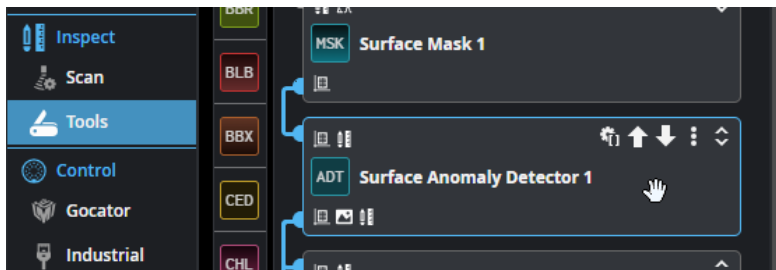 Inspect
Scan
Tools
Control
Gocator
Industrial
BBR
BLB
BBX
CED
CHL
MSK Surface Mask 1
ADT Surface Anomaly Detector 1